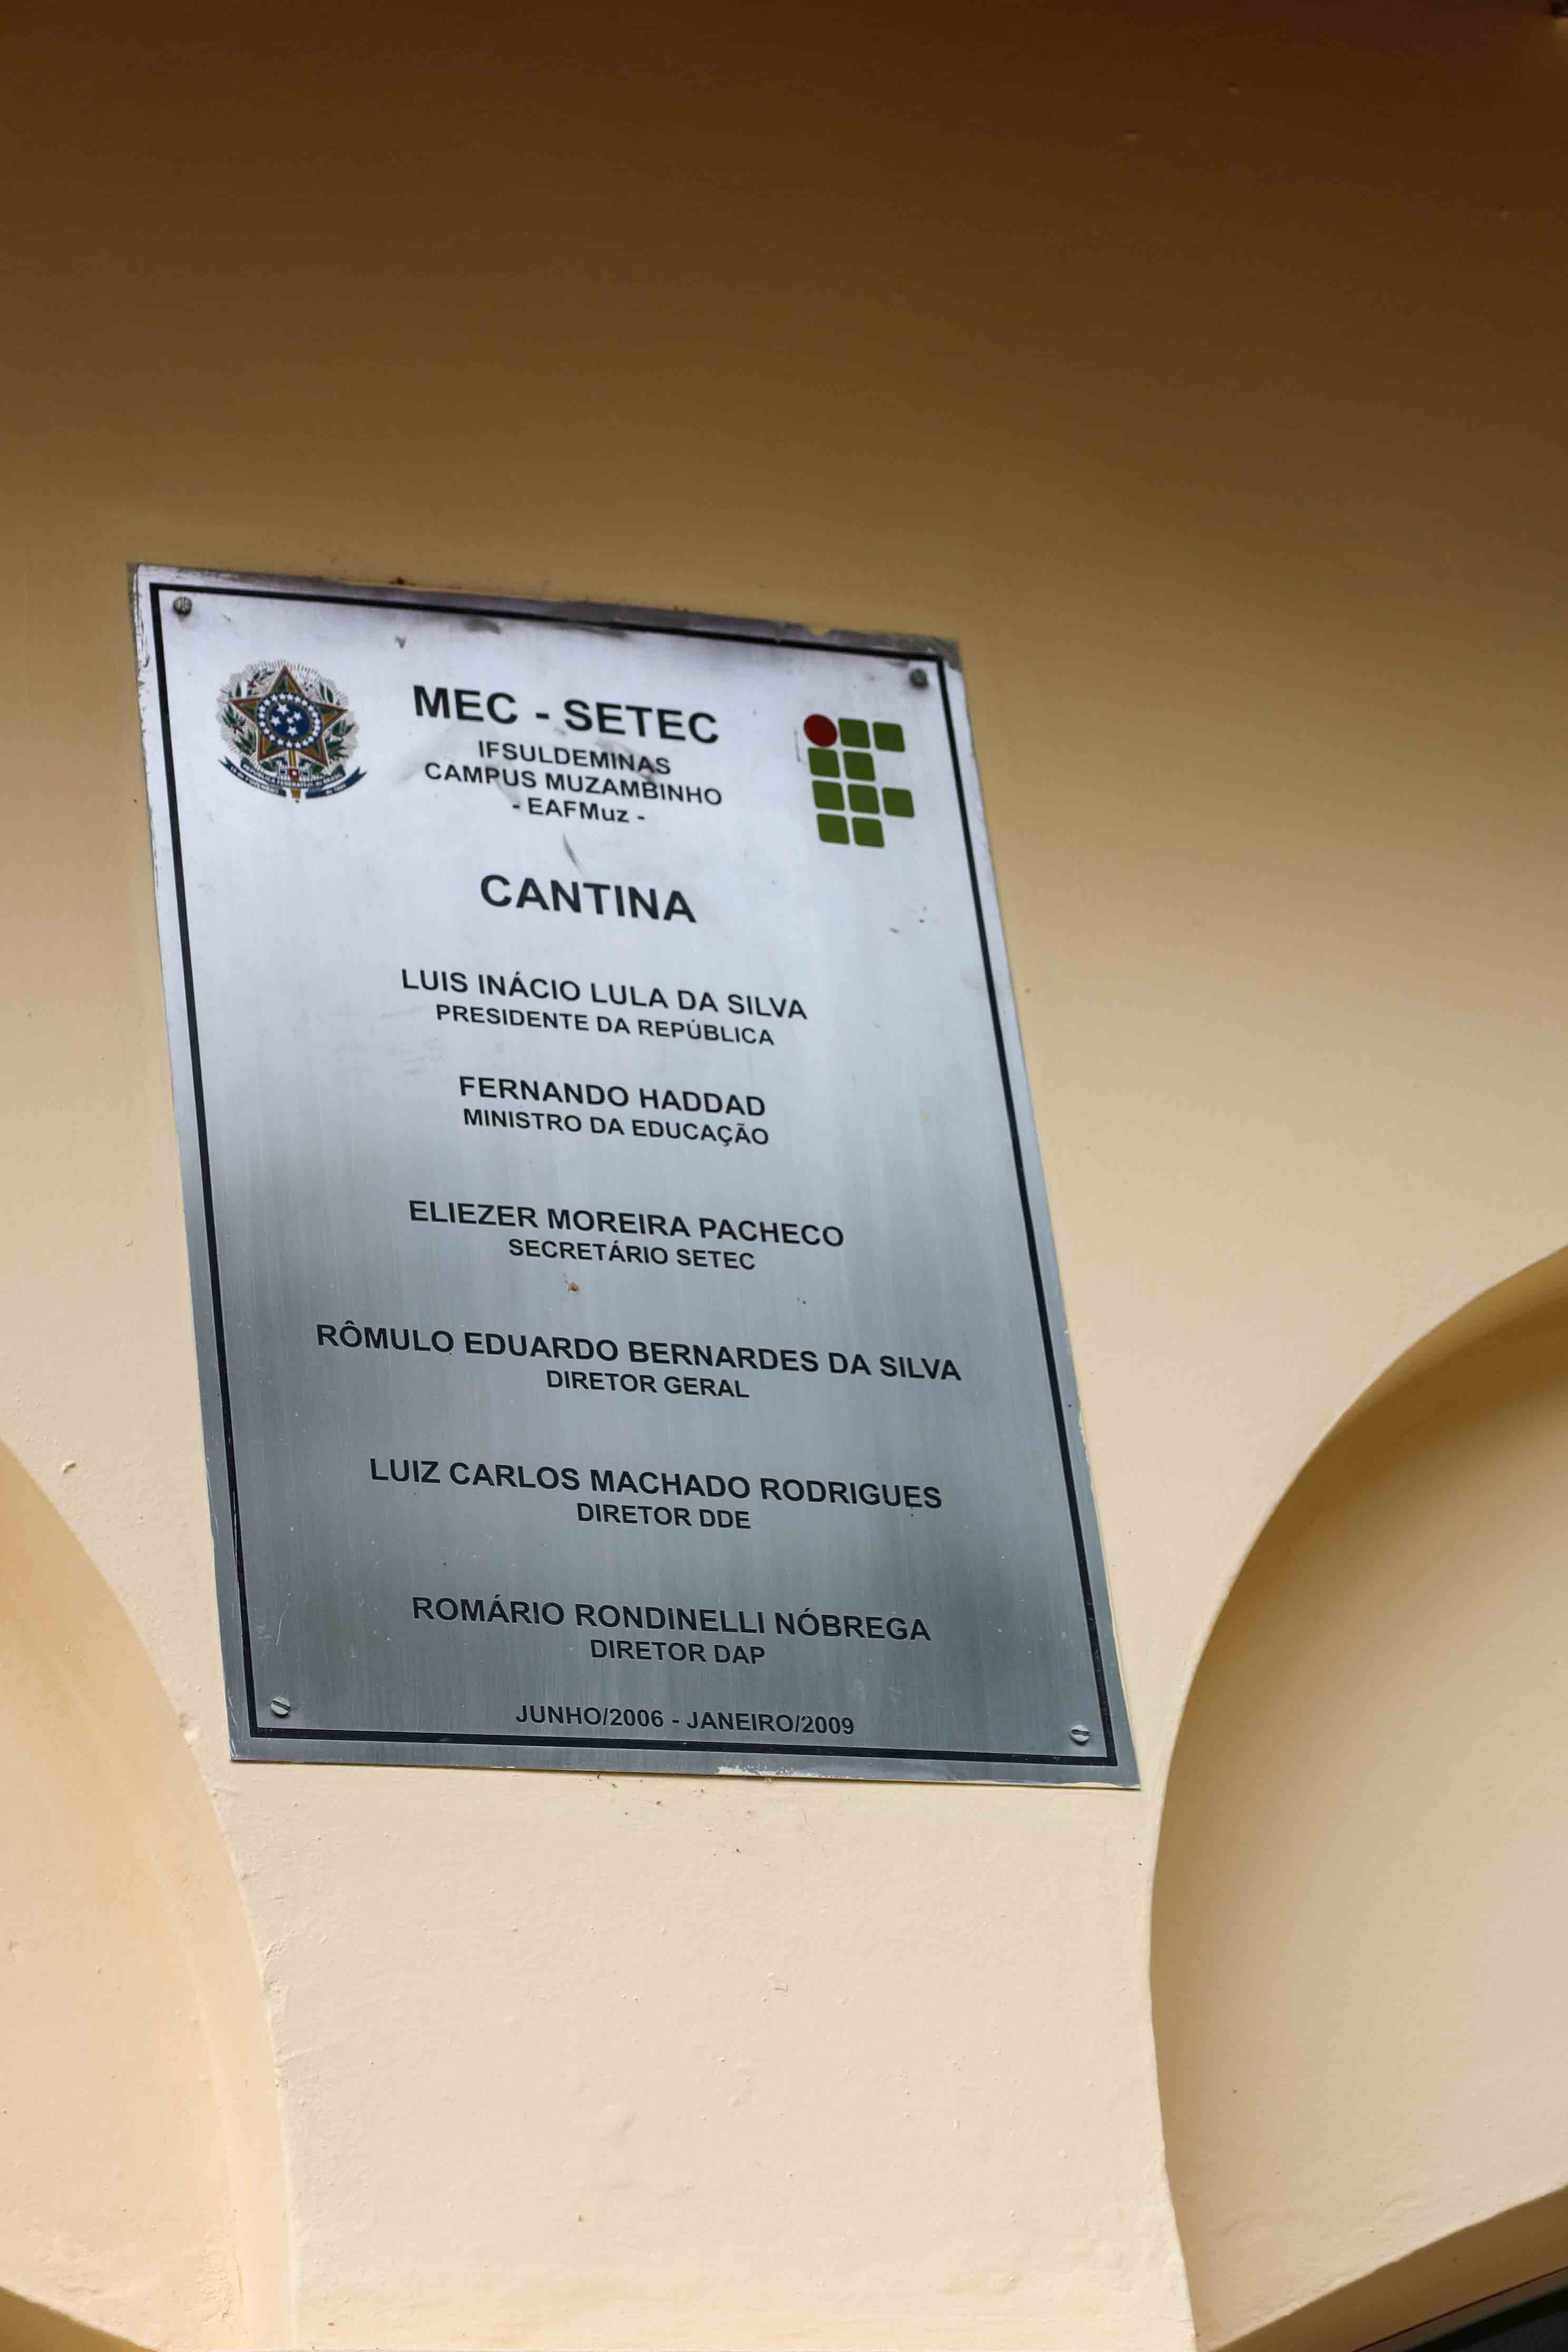 MEC - SETEC
IFSULDEMINAS
CAMPUS MUZAMBINHO
- EAFMuz -
CANTINA
LUIS INÁCIO LULA DA SILVA
PRESIDENTE DA REPÚBLICA
FERNANDO HADDAD
MINISTRO DA EDUCAÇÃO
ELIEZER MOREIRA PACHECO
SECRETÁRIO SETEC
RÔMULO EDUARDO BERNARDES DA SILVA
DIRETOR GERAL
LUIZ CARLOS MACHADO RODRIGUES
DIRETOR DDE
ROMÁRIO RONDINELLI NÓBREGA
DIRETOR DAP
JUNHO/2006 - JANEIRO/2009